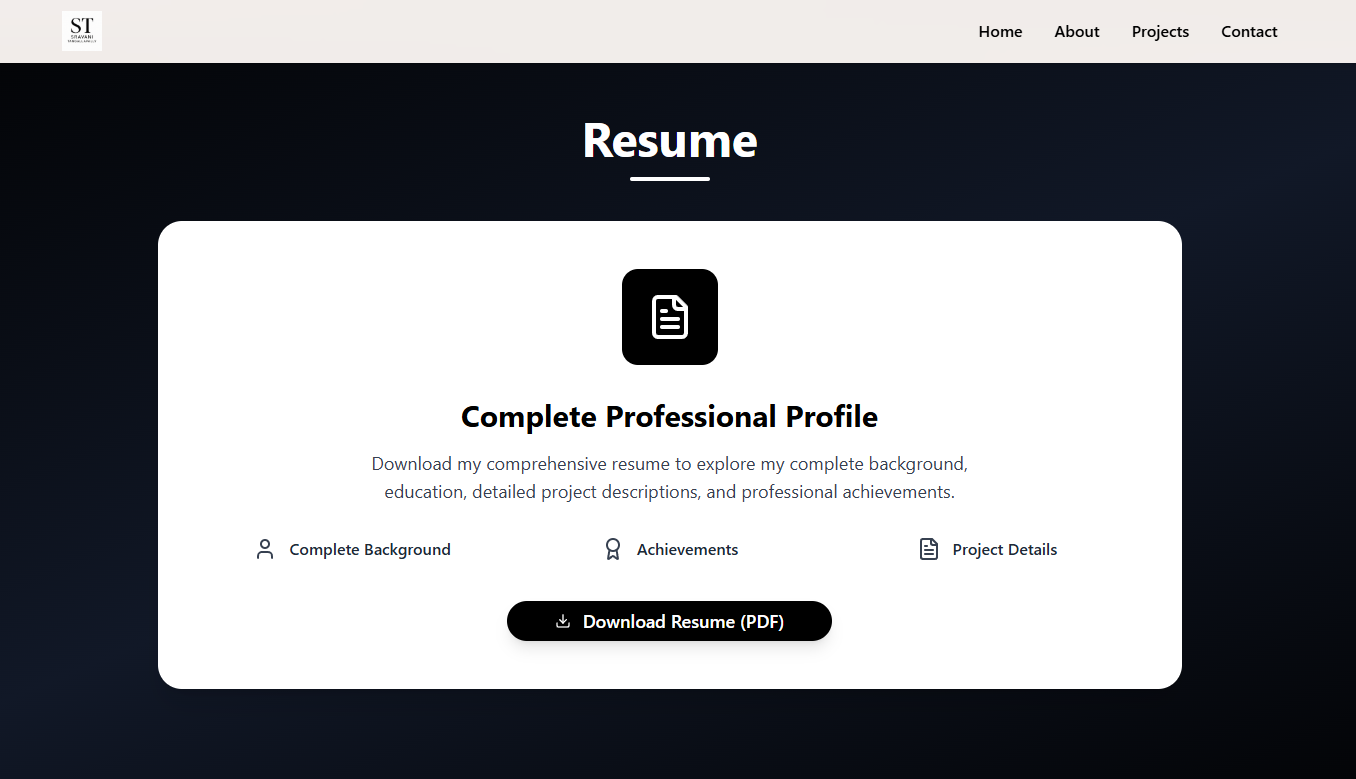 ST
SRAVANI
Home About Projects Contact
Resume
Complete Professional Profile
Download my comprehensive resume to explore my complete background,
education, detailed project descriptions, and professional achievements.
Complete Background Achievements Project Details
Download Resume (PDF)